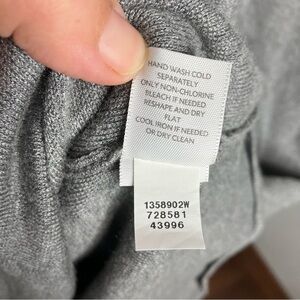 HAND WASH COLD
SEPARATELY
ONLY NON-CHLORINE
BLEACH IF NEEDED
RESHAPE AND DRY
FLAT
COOL IRON IF NEEDED
OR DRY CLEAN
1358902W
728581
43996